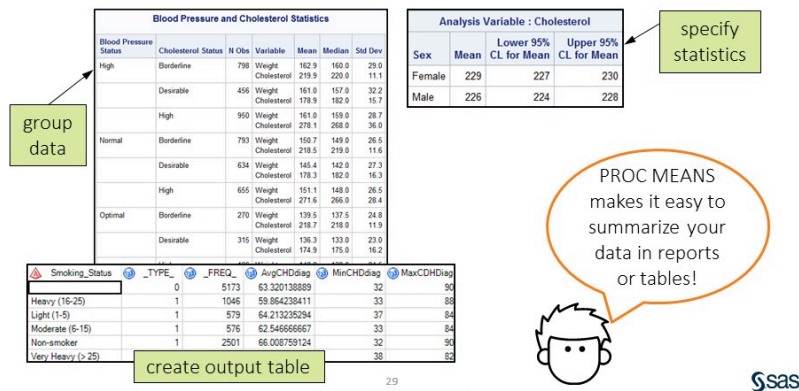 Blood Pressure and Cholesterol Statistics
Blood Pressure Status Cholesterol Status N Obs Variable Mean Median Std Dev
High Borderline 798 Weight 162.9 160.0 29.0
Cholesterol 219.9 220.0 11.1
Desirable 456 Weight 161.0 157.0 32.2
Cholesterol 178.9 182.0 15.7
High 950 Weight 161.0 159.0 28.7
Cholesterol 278.1 268.0 36.0
Normal Borderline 793 Weight 150.7 149.0 26.5
Cholesterol 218.5 219.0 11.6
Desirable 634 Weight 145.4 142.0 27.3
Cholesterol 178.3 182.0 16.3
High 655 Weight 151.1 148.0 26.5
Cholesterol 271.6 266.0 28.4
Optimal Borderline 270 Weight 139.5 137.5 24.8
Cholesterol 218.7 218.0 11.9
Desirable 315 Weight 136.3 133.0 23.0
Cholesterol 174.9 175.0 16.2
group data
Analysis Variable : Cholesterol
Sex Mean Lower 95% CL for Mean Upper 95% CL for Mean
Female 229 227 230
Male 226 224 228
specify statistics
Smoking_Status _TYPE_ _FREQ_ AvgCHDdiag MinCHDdiag MaxCDHDiag
0 5173 63.320138889 32 90
Heavy (16-25) 1 1046 59.864238411 33 88
Light (1-5) 1 579 64.213235294 37 84
Moderate (6-15) 1 576 62.546666667 33 84
Non-smoker 1 2501 66.008759124 32 90
Very Heavy (> 25) 38 82
create output table
PROC MEANS
makes it easy to
summarize your
data in reports
or tables!
29
sas